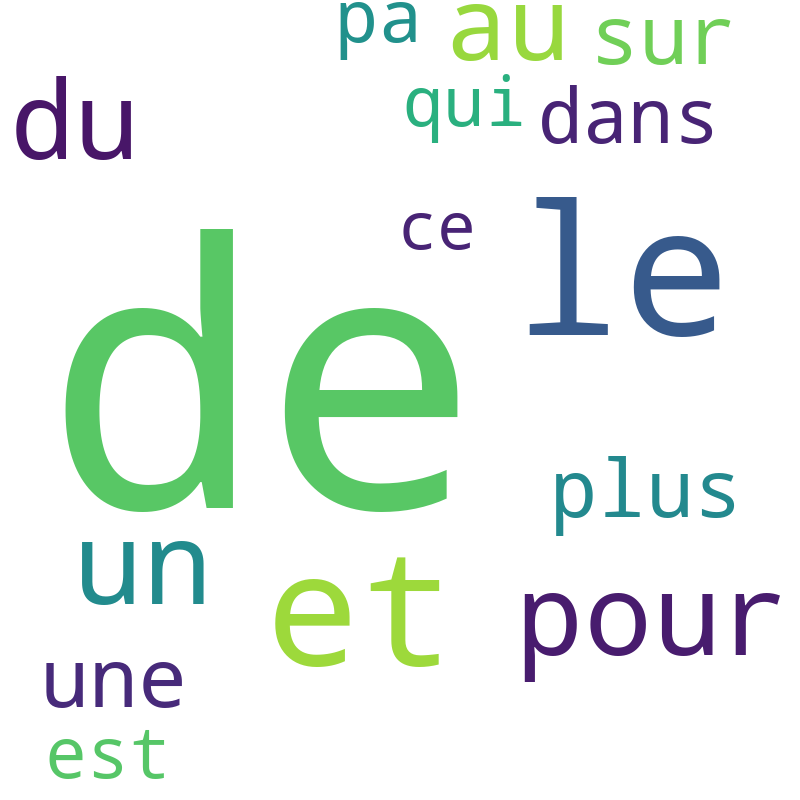 pa au sur
du qui dans
ce le
de
plus
un et pour
une
est